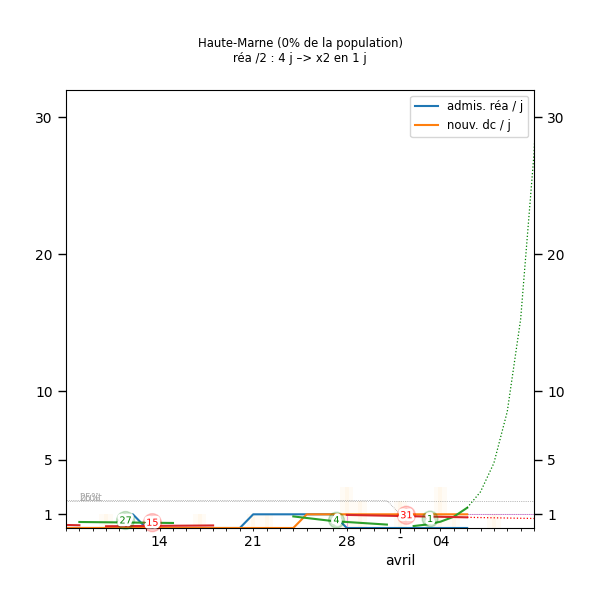 Haute-Marne (0% de la population)
réa /2 : 4 j –> x2 en 1 j
admis. réa / j
nouv. dc / j
30 30
20 20
10 10
5 5
1 1
27 15 4 31 1
14 21 28 - 04
avril